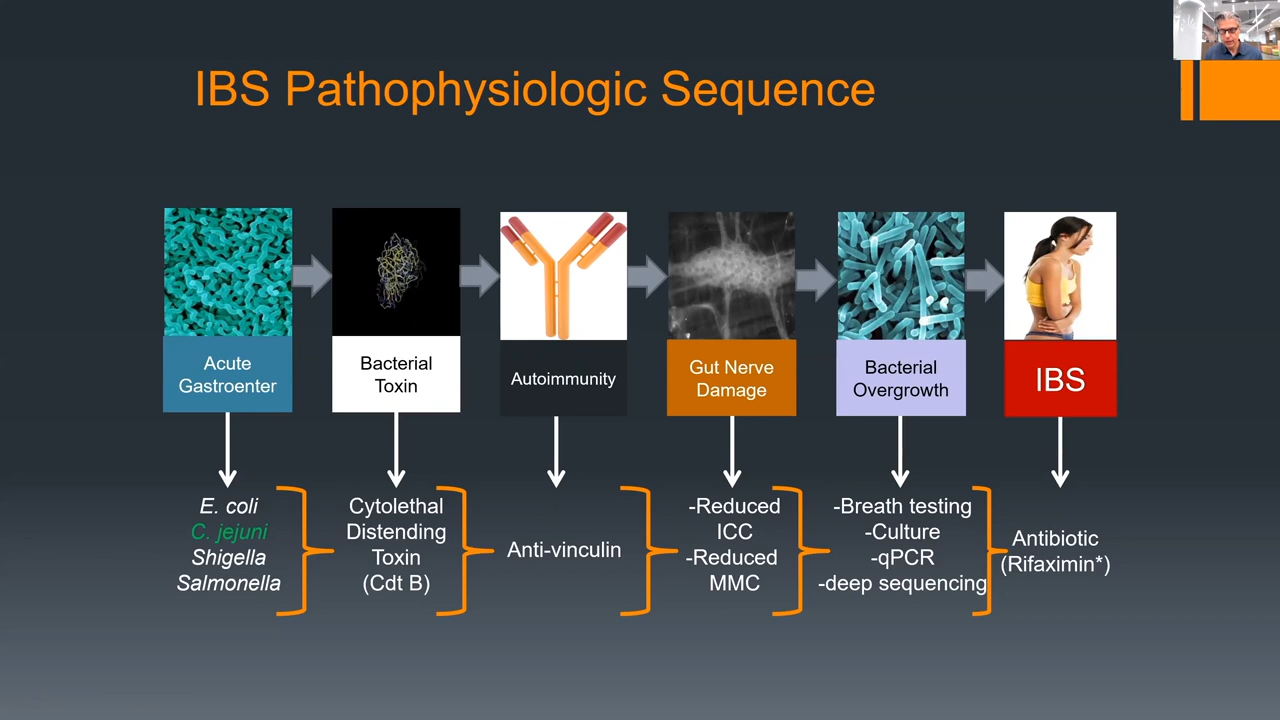 IBS Pathophysiologic Sequence
Acute
Gastroenter
Bacterial
Toxin
Autoimmunity
Gut Nerve
Damage
Bacterial
Overgrowth
IBS
E. coli
C. jejuni
Shigella
Salmonella
Cytolethal
Distending
Toxin
(Cdt B)
Anti-vinculin
-Reduced
ICC
-Reduced
MMC
-Breath testing
-Culture
-qPCR
-deep sequencing
Antibiotic
(Rifaximin*)